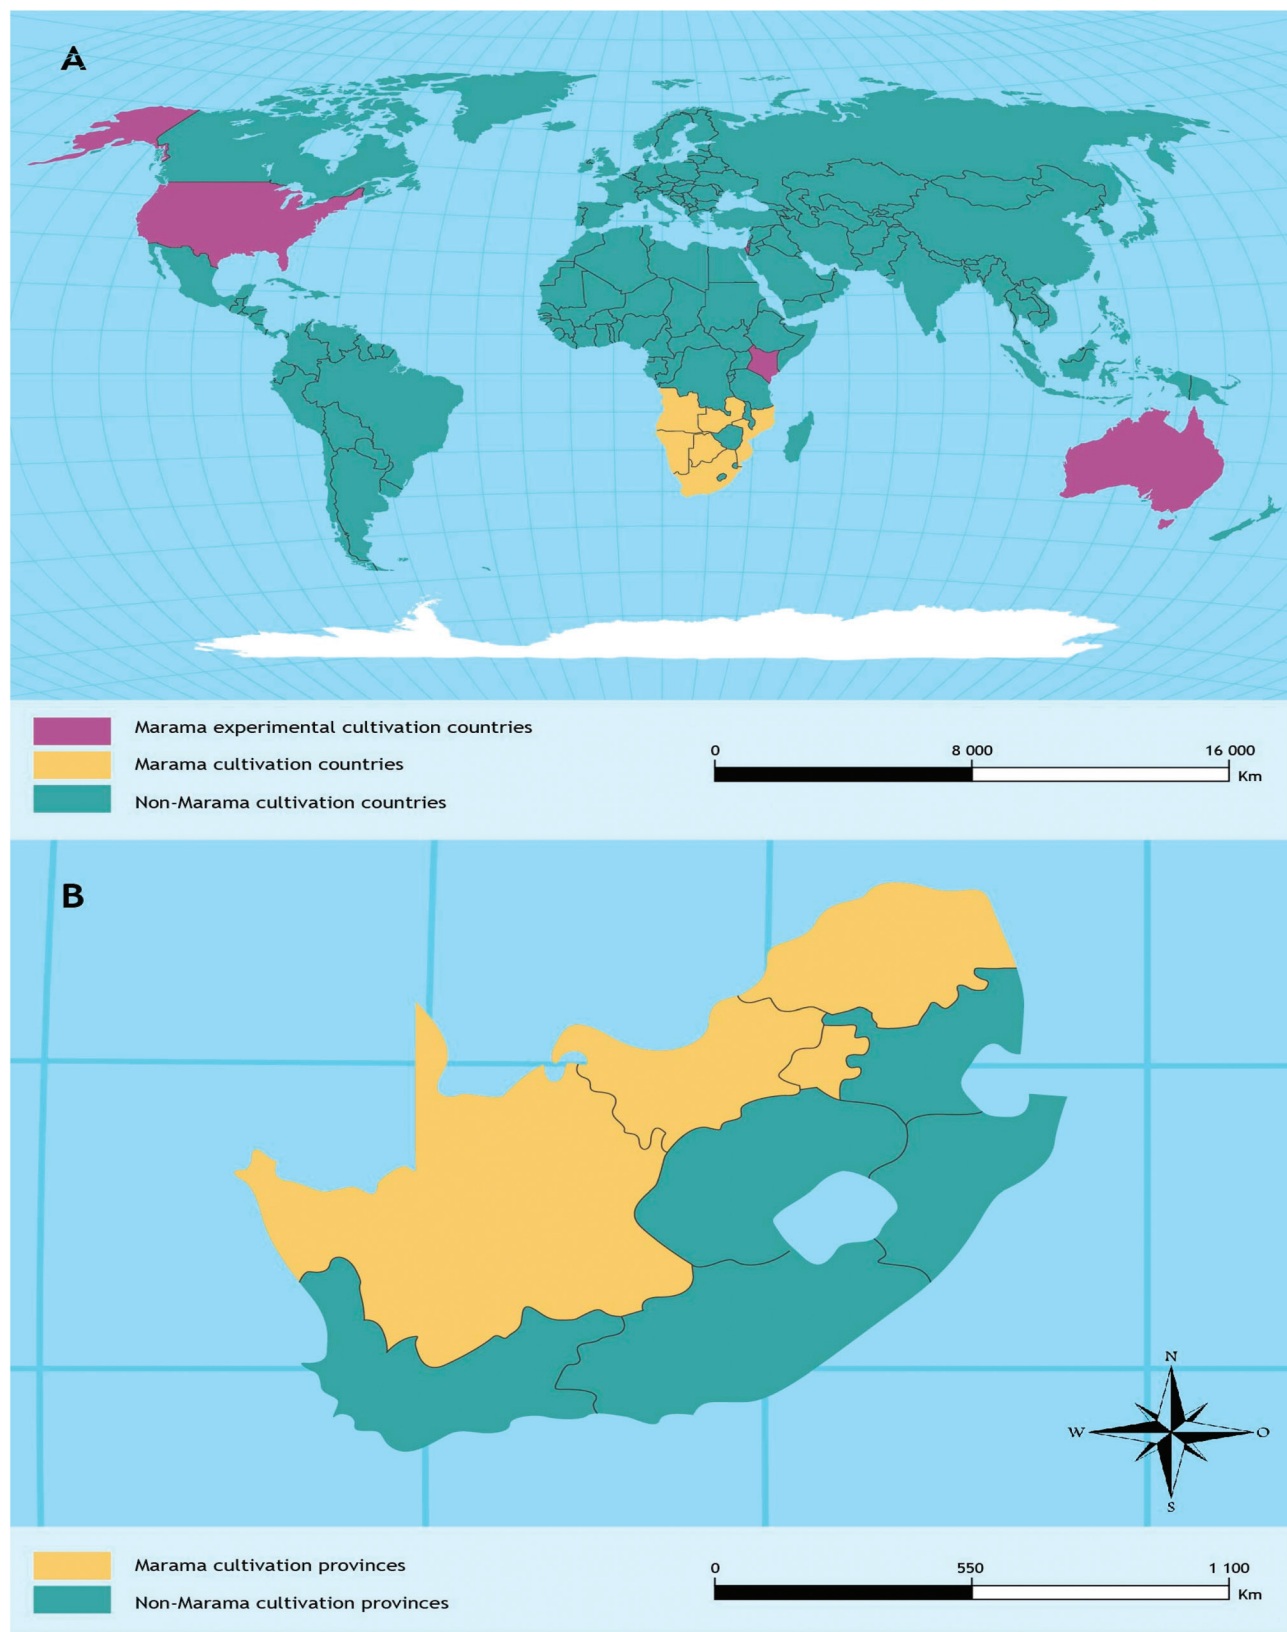 A
Marama experimental cultivation countries
Marama cultivation countries
Non-Marama cultivation countries
0 8 000 16 000
Km
B
N
W O
S
Marama cultivation provinces
Non-Marama cultivation provinces
0 550 1 100
Km